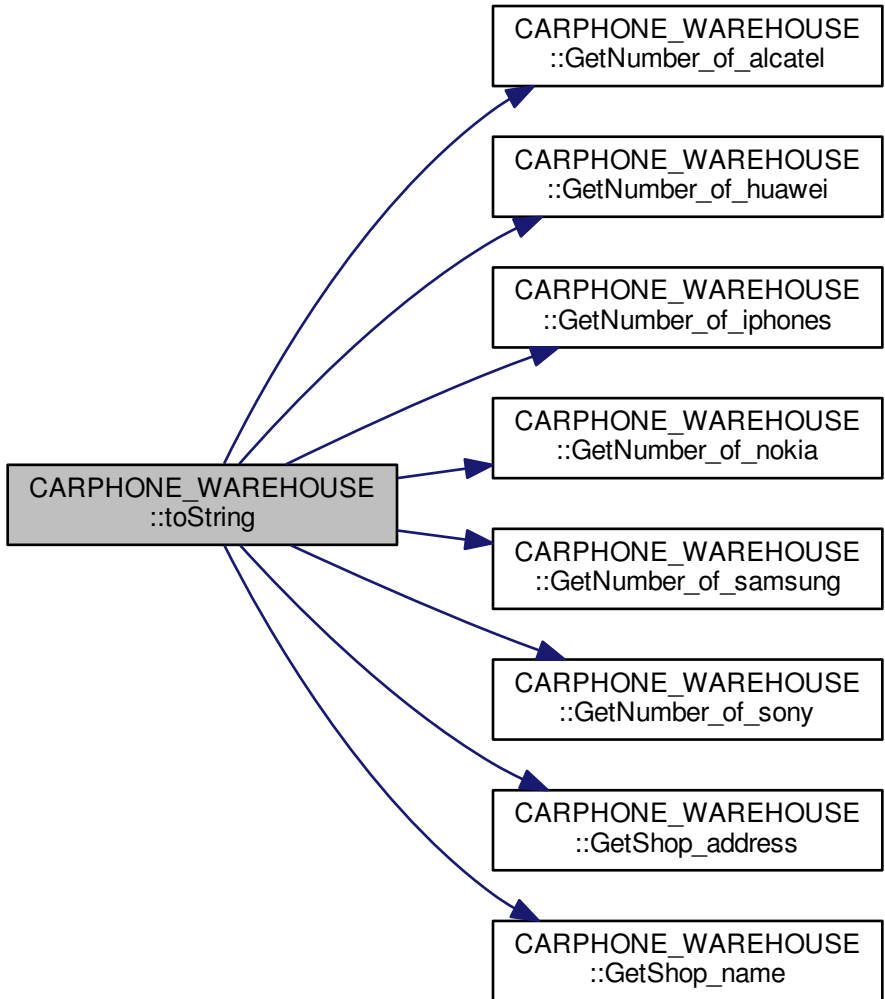 CARPHONE_WAREHOUSE
::GetNumber_of_alcatel
CARPHONE_WAREHOUSE
::GetNumber_of_huawei
CARPHONE_WAREHOUSE
::GetNumber_of_iphones
CARPHONE_WAREHOUSE
::GetNumber_of_nokia
CARPHONE_WAREHOUSE
::toString
CARPHONE_WAREHOUSE
::GetNumber_of_samsung
CARPHONE_WAREHOUSE
::GetNumber_of_sony
CARPHONE_WAREHOUSE
::GetShop_address
CARPHONE_WAREHOUSE
::GetShop_name